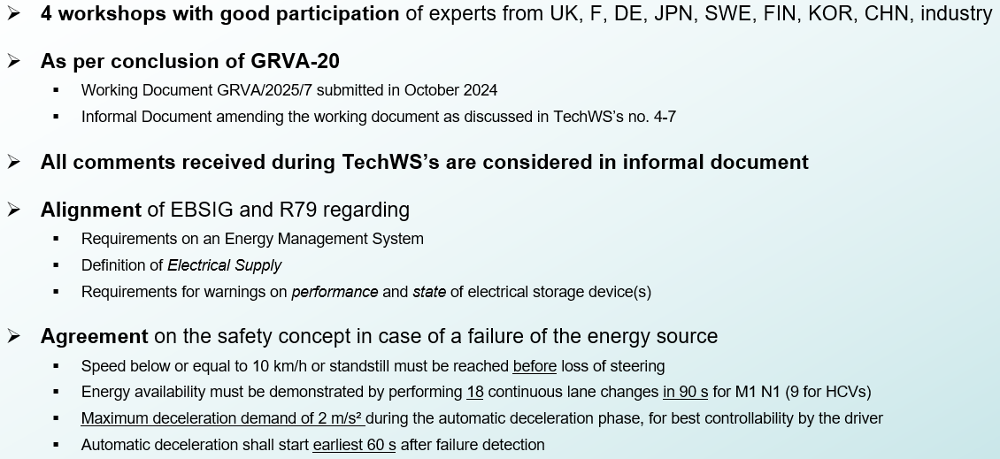 ➢ 4 workshops with good participation of experts from UK, F, DE, JPN, SWE, FIN, KOR, CHN, industry
➢ As per conclusion of GRVA-20
▪ Working Document GRVA/2025/7 submitted in October 2024
▪ Informal Document amending the working document as discussed in TechWS's no. 4-7
➢ All comments received during TechWS's are considered in informal document
➢ Alignment of EBSIG and R79 regarding
▪ Requirements on an Energy Management System
▪ Definition of Electrical Supply
▪ Requirements for warnings on performance and state of electrical storage device(s)
➢ Agreement on the safety concept in case of a failure of the energy source
▪ Speed below or equal to 10 km/h or standstill must be reached before loss of steering
▪ Energy availability must be demonstrated by performing 18 continuous lane changes in 90 s for M1 N1 (9 for HCVs)
▪ Maximum deceleration demand of 2 m/s² during the automatic deceleration phase, for best controllability by the driver
▪ Automatic deceleration shall start earliest 60 s after failure detection